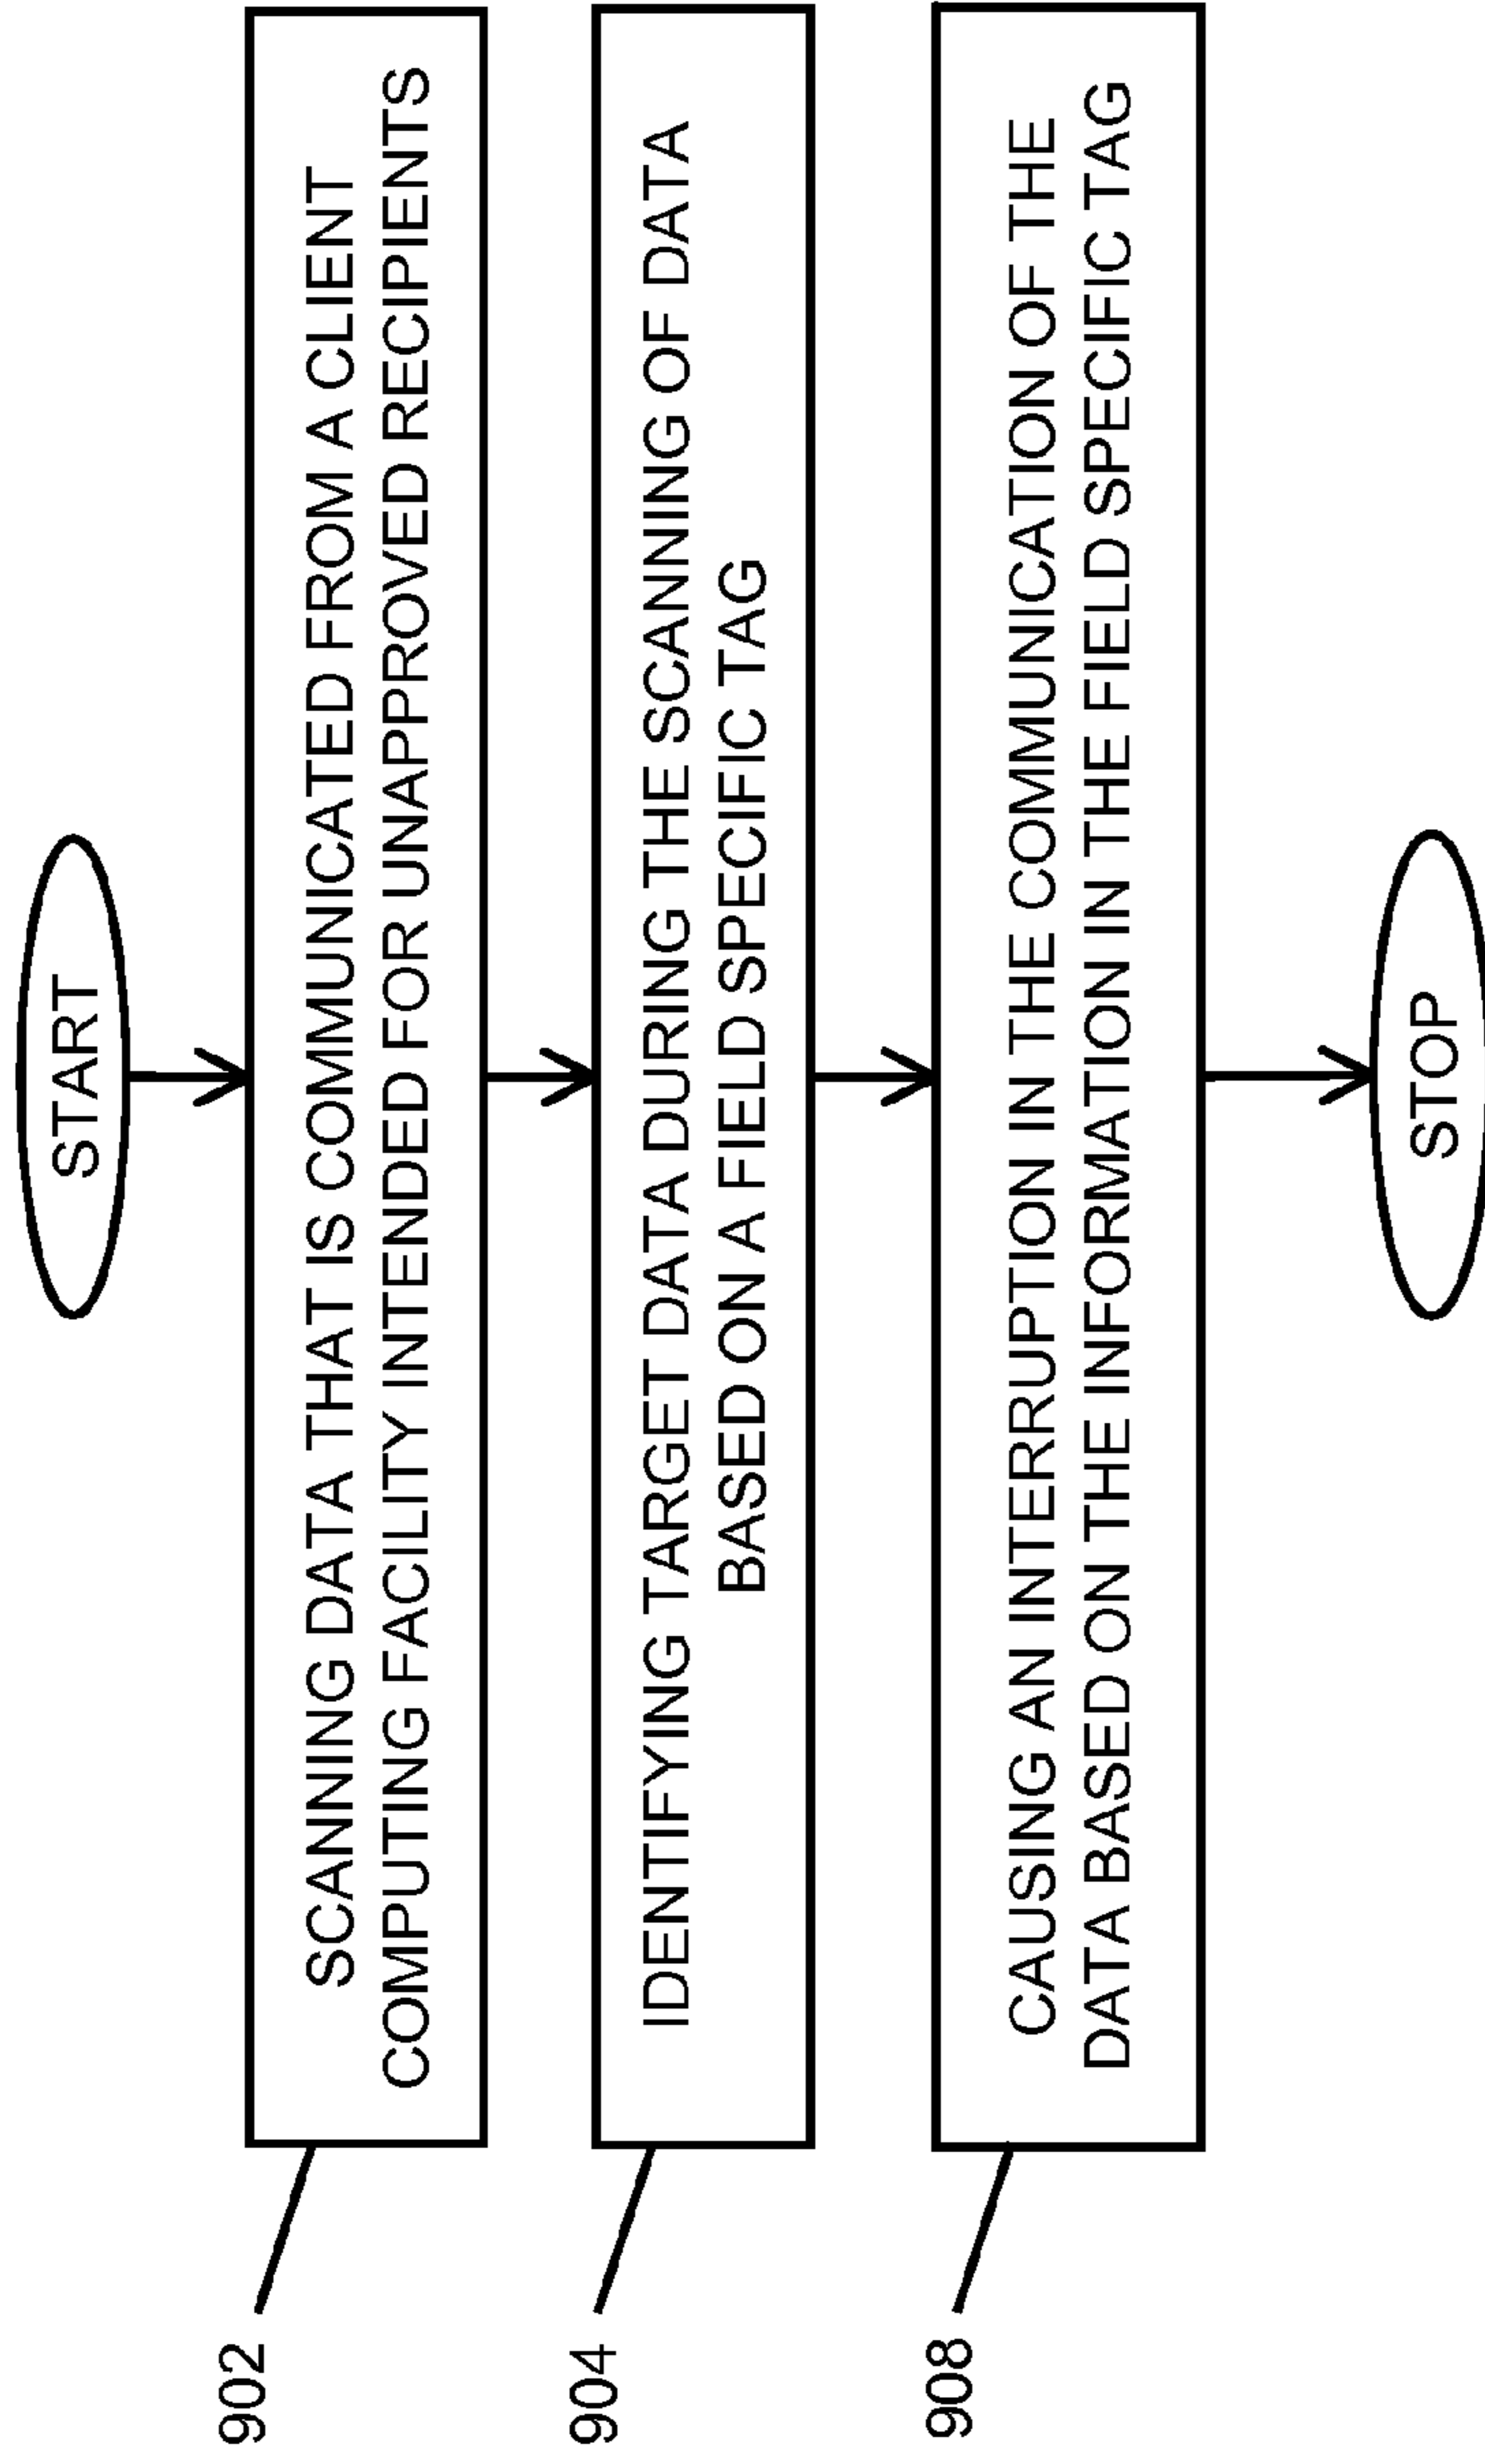 START
902
SCANNING DATA THAT IS COMMUNICATED FROM A CLIENT
COMPUTING FACILITY INTENDED FOR UNAPPROVED RECIPIENTS
904
IDENTIFYING TARGET DATA DURING THE SCANNING OF DATA
BASED ON A FIELD SPECIFIC TAG
908
CAUSING AN INTERRUPTION IN THE COMMUNICATION OF THE
DATA BASED ON THE INFORMATION IN THE FIELD SPECIFIC TAG
STOP